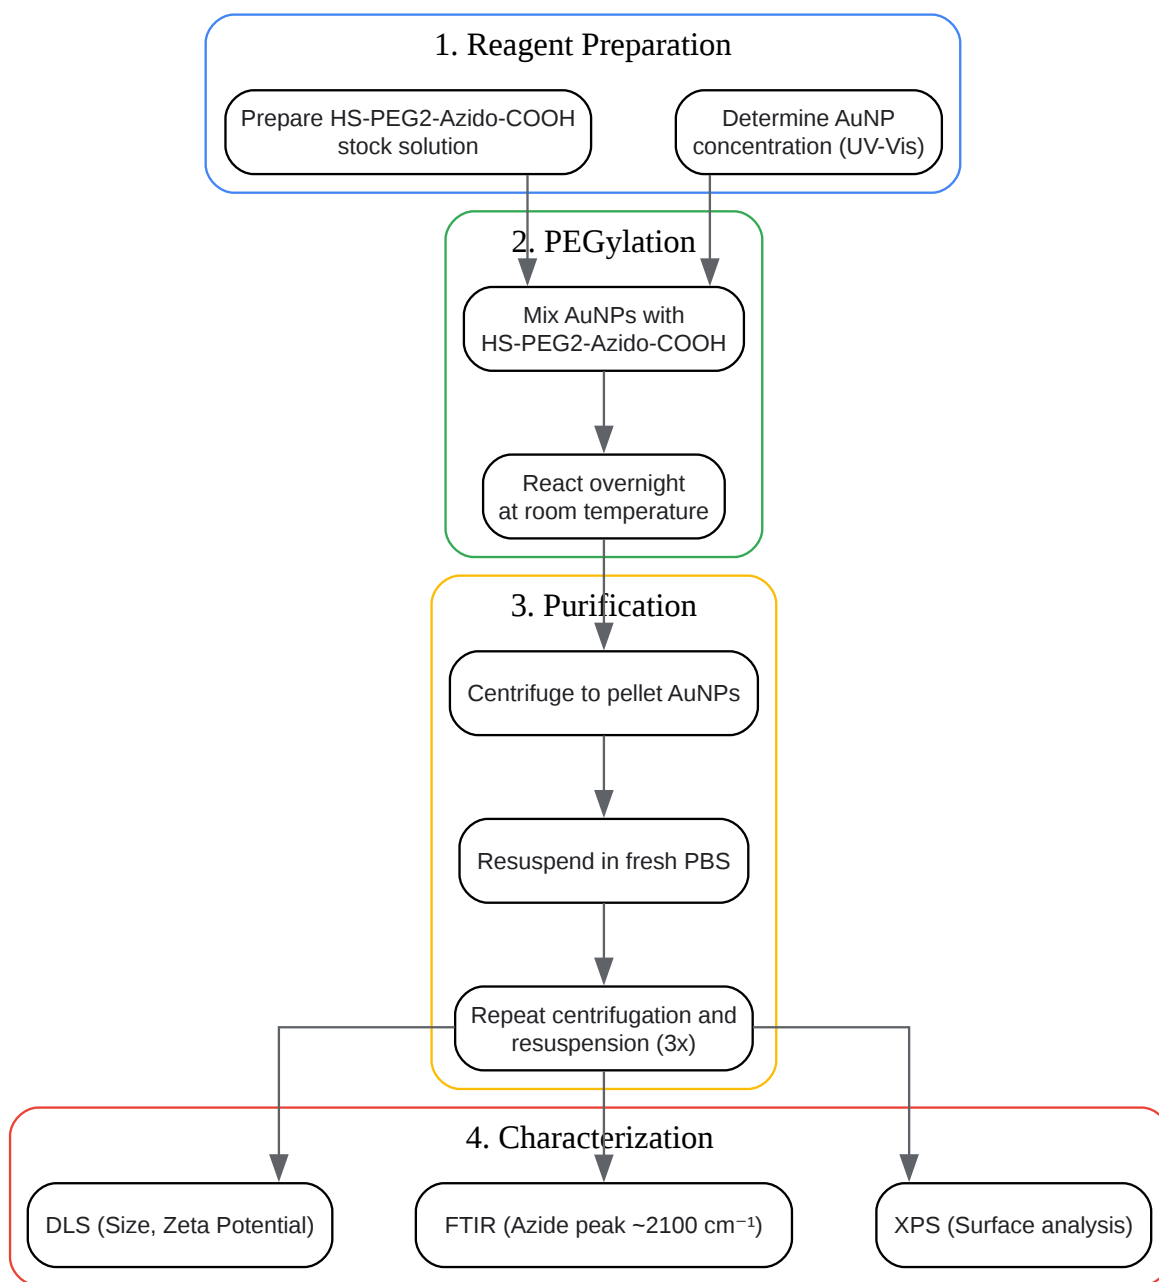 1. Reagent Preparation
Prepare HS-PEG2-Azido-COOH
stock solution
Determine AuNP
concentration (UV-Vis)
2. PEGylation
Mix AuNPs with
HS-PEG2-Azido-COOH
React overnight
at room temperature
3. Purification
Centrifuge to pellet AuNPs
Resuspend in fresh PBS
Repeat centrifugation and
resuspension (3x)
4. Characterization
DLS (Size, Zeta Potential)
FTIR (Azide peak ~2100 cm⁻¹)
XPS (Surface analysis)